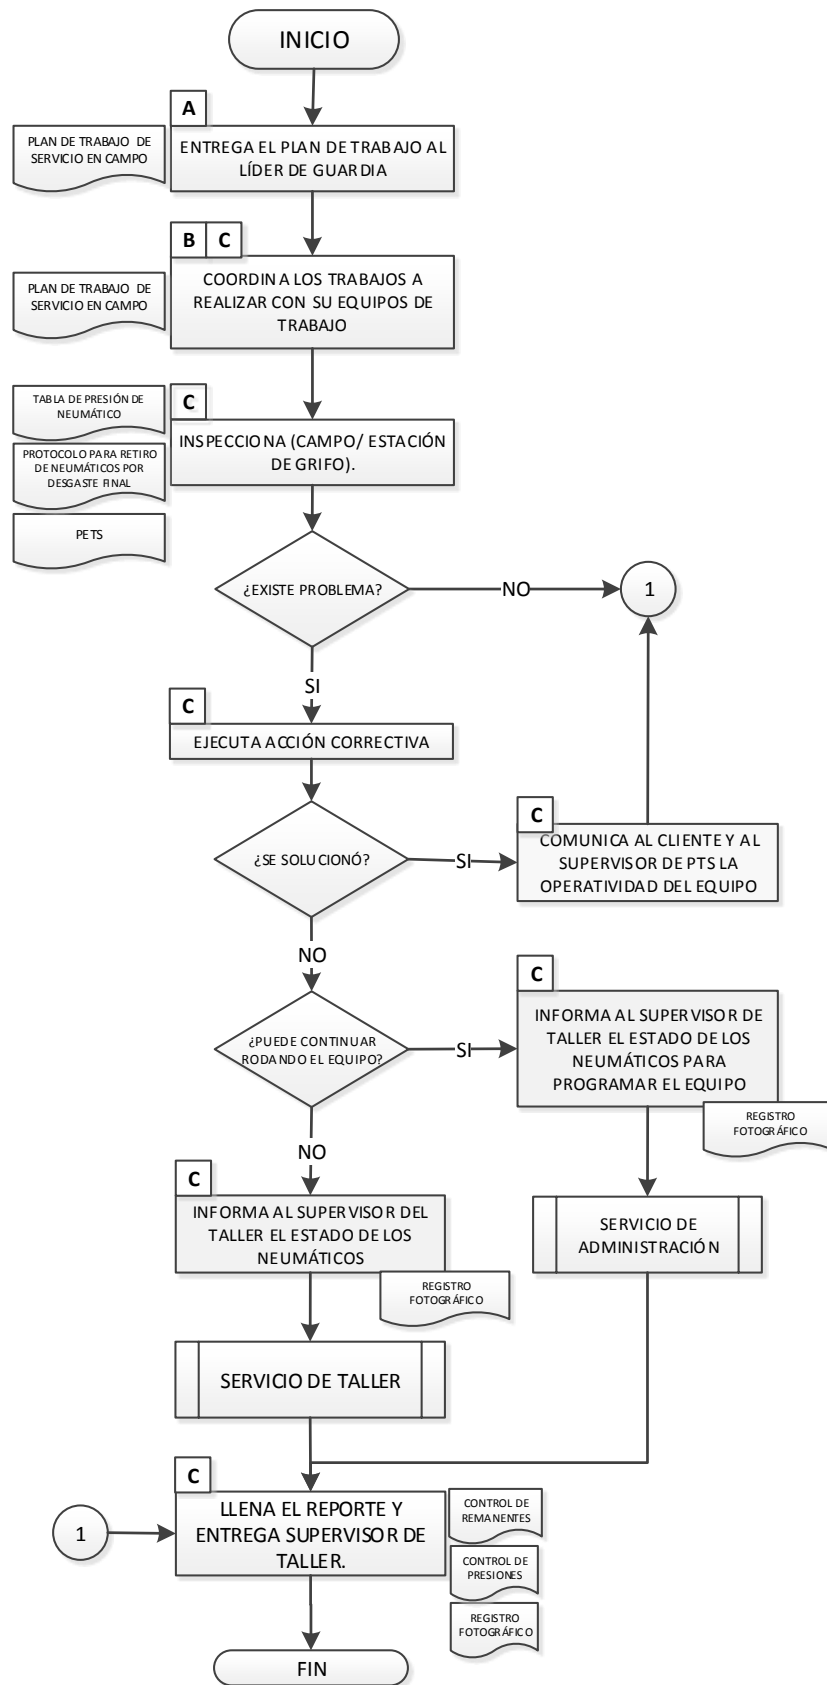 INICIO
A
PLAN DE TRABAJO DE
SERVICIO EN CAMPO
ENTREGA EL PLAN DE TRABAJO AL
LÍDER DE GUARDIA
B C
PLAN DE TRABAJO DE
SERVICIO EN CAMPO
COORDINA LOS TRABAJOS A
REALIZAR CON SU EQUIPOS DE
TRABAJO
TABLA DE PRESIÓN DE
NEUMÁTICO
PROTOCOLO PARA RETIRO
DE NEUMÁTICOS POR
DESGASTE FINAL
PETS
C
INSPECCIONA (CAMPO/ ESTACIÓN
DE GRIFO).
¿EXISTE PROBLEMA?
NO
1
SI
C
EJECUTA ACCIÓN CORRECTIVA
¿SE SOLUCIONÓ?
SI
C
COMUNICA AL CLIENTE Y AL
SUPERVISOR DE PTS LA
OPERATIVIDAD DEL EQUIPO
NO
¿PUEDE CONTINUAR
RODANDO EL EQUIPO?
SI
C
INFORMA AL SUPERVISOR DE
TALLER EL ESTADO DE LOS
NEUMÁTICOS PARA
PROGRAMAR EL EQUIPO
REGISTRO
FOTOGRÁFICO
NO
C
INFORMA AL SUPERVISOR DEL
TALLER EL ESTADO DE LOS
NEUMÁTICOS
REGISTRO
FOTOGRÁFICO
SERVICIO DE
ADMINISTRACIÓN
SERVICIO DE TALLER
C
1
LLENA EL REPORTE Y
ENTREGA SUPERVISOR DE
TALLER.
CONTROL DE
REMANENTES
CONTROL DE
PRESIONES
REGISTRO
FOTOGRÁFICO
FIN